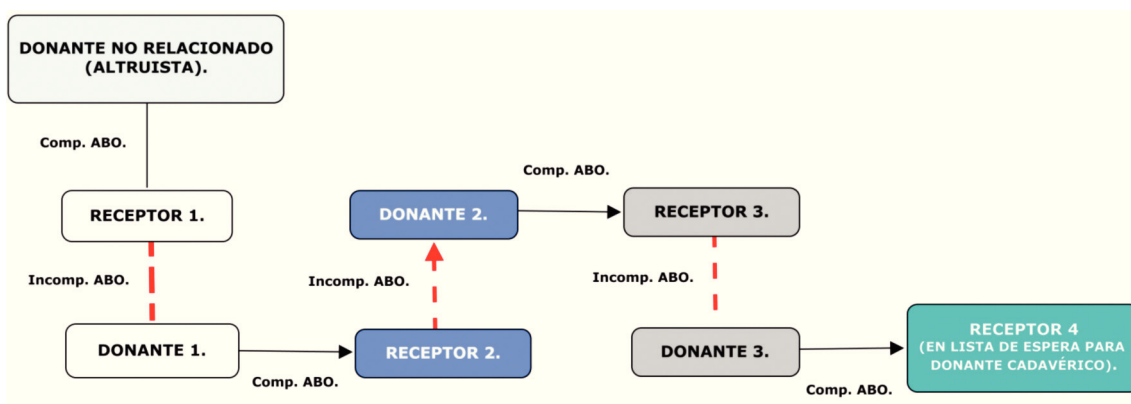 DONANTE NO RELACIONADO
(ALTRUISTA).
Comp. ABO.
RECEPTOR 1.
Incomp. ABO.
DONANTE 1.
Comp. ABO.
RECEPTOR 2.
Incomp. ABO.
DONANTE 2.
Comp. ABO.
RECEPTOR 3.
Incomp. ABO.
DONANTE 3.
Comp. ABO.
RECEPTOR 4
(EN LISTA DE ESPERA PARA
DONANTE CADAVÉRICO).